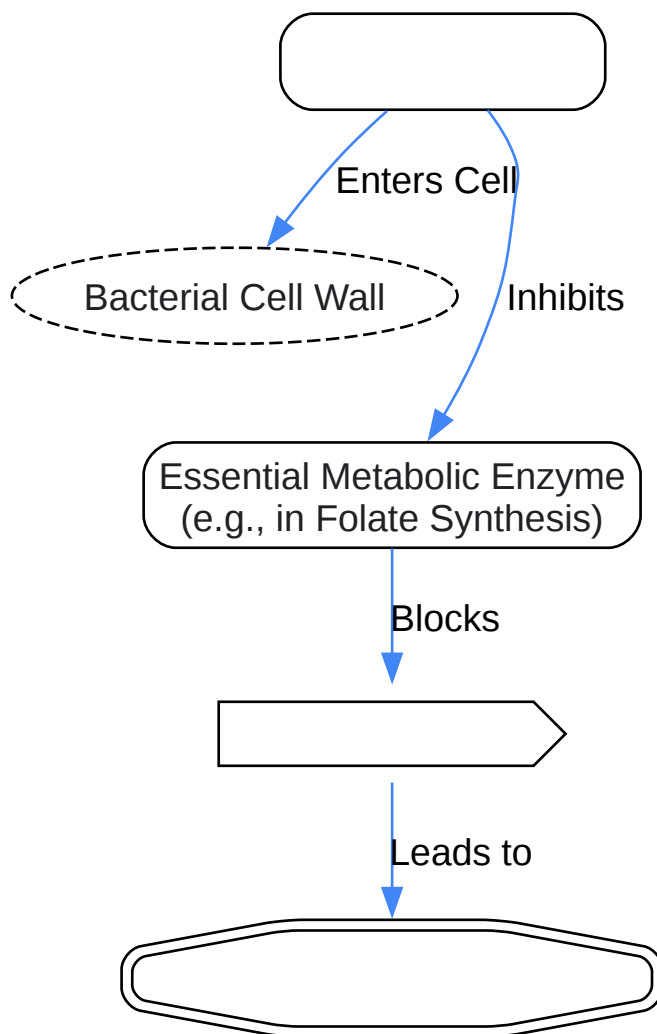 Enters Cell
Bacterial Cell Wall
Inhibits
Essential Metabolic Enzyme
(e.g., in Folate Synthesis)
Blocks
Leads to